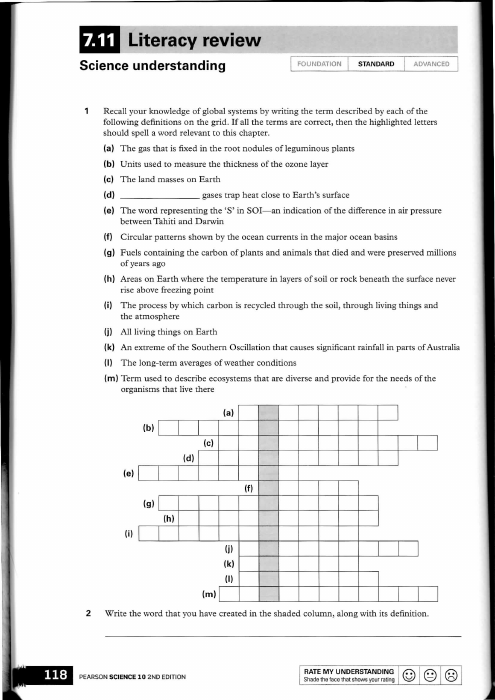 7.11 Literacy review
Science understanding
FOUNDATION STANDARD ADVANCED
1 Recall your knowledge of global systems by writing the term described by each of the
following definitions on the grid. If all the terms are correct, then the highlighted letters
should spell a word relevant to this chapter.
(a) The gas that is fixed in the root nodules of leguminous plants
(b) Units used to measure the thickness of the ozone layer
(c) The land masses on Earth
(d) ________________ gases trap heat close to Earth's surface
(e) The word representing the 'S' in SOI—an indication of the difference in air pressure
between Tahiti and Darwin
(f) Circular patterns shown by the ocean currents in the major ocean basins
(g) Fuels containing the carbon of plants and animals that died and were preserved millions
of years ago
(h) Areas on Earth where the temperature in layers of soil or rock beneath the surface never
rise above freezing point
(i) The process by which carbon is recycled through the soil, through living things and
the atmosphere
(j) All living things on Earth
(k) An extreme of the Southern Oscillation that causes significant rainfall in parts of Australia
(l) The long-term averages of weather conditions
(m) Term used to describe ecosystems that are diverse and provide for the needs of the
organisms that live there
(a)
(b)
(c)
(d)
(e)
(f)
(g)
(h)
(i)
(j)
(k)
(l)
(m)
2 Write the word that you have created in the shaded column, along with its definition.
118 PEARSON SCIENCE 10 2ND EDITION
RATE MY UNDERSTANDING
Shade the face that shows your rating